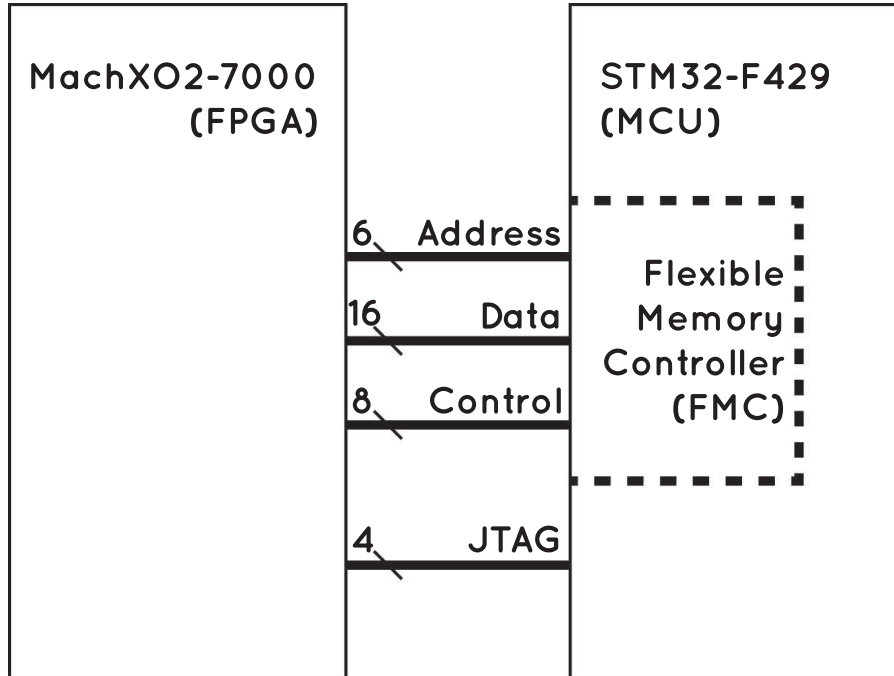 MachXO2-7000
(FPGA)
STM32-F429
(MCU)
6 Address
16 Data
8 Control
4 JTAG
Flexible
Memory
Controller
(FMC)